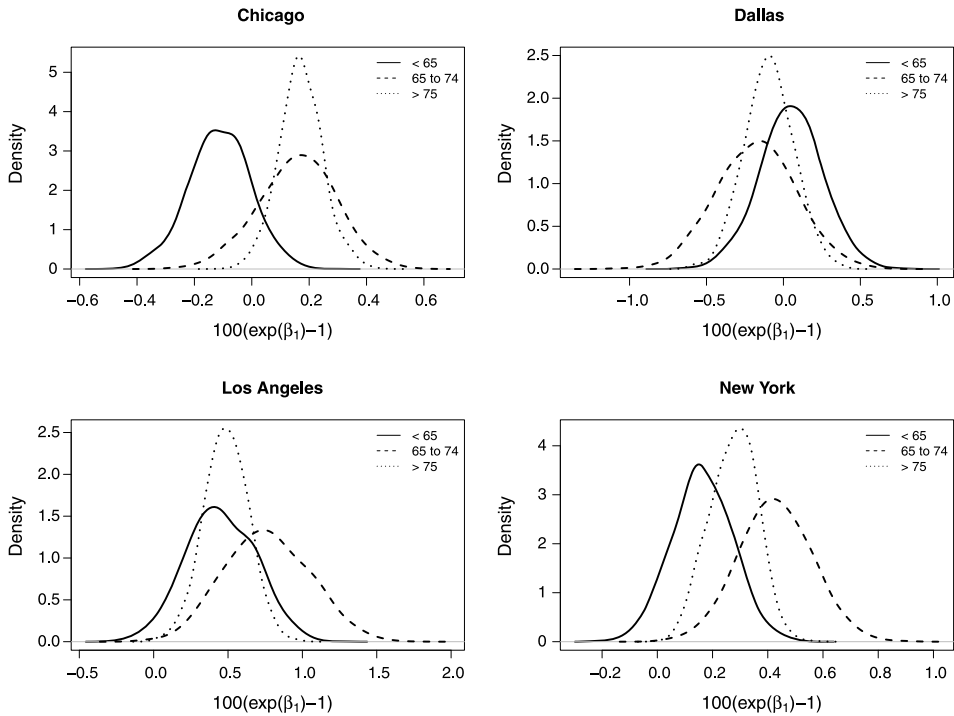 Chicago
Density
5
4
3
2
1
0
< 65
65 to 74
> 75
−0.6 −0.4 −0.2 0.0 0.2 0.4 0.6
100(exp(β₁)−1)
Dallas
Density
2.5
2.0
1.5
1.0
0.5
0.0
< 65
65 to 74
> 75
−1.0 −0.5 0.0 0.5 1.0
100(exp(β₁)−1)
Los Angeles
Density
2.5
2.0
1.5
1.0
0.5
0.0
< 65
65 to 74
> 75
−0.5 0.0 0.5 1.0 1.5 2.0
100(exp(β₁)−1)
New York
Density
4
3
2
1
0
< 65
65 to 74
> 75
−0.2 0.0 0.2 0.4 0.6 0.8 1.0
100(exp(β₁)−1)